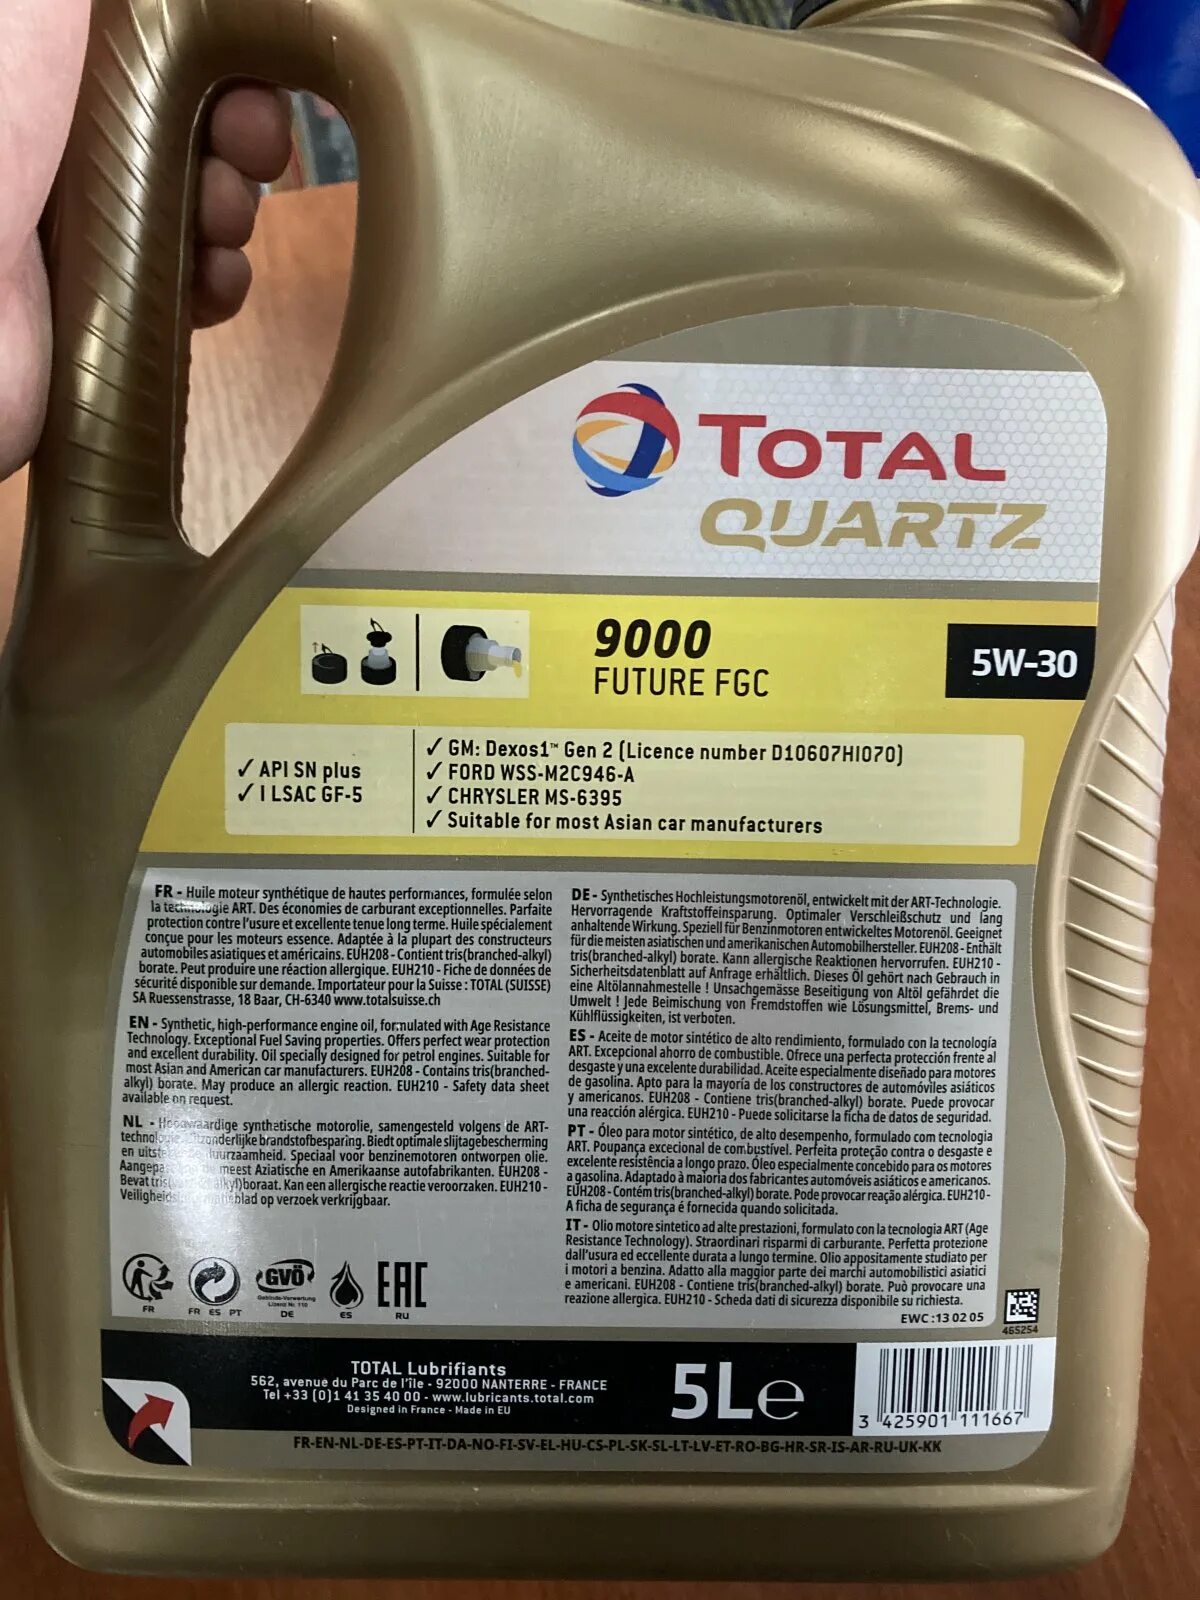 TOTAL
QUARTZ
9000
FUTURE FGC
5W-30
✓ API SN plus
✓ I LSAC GF-5
✓ GM: Dexos1™ Gen 2 (Licence number D10607HI070)
✓ FORD WSS-M2C946-A
✓ CHRYSLER MS-6395
✓ Suitable for most Asian car manufacturers
FR - Huile moteur synthétique de hautes performances, formulée selon
la technologie ART. Des économies de carburant exceptionnelles. Parfaite
protection contre l'usure et excellente tenue long terme. Huile spécialement
conçue pour les moteurs essence. Adaptée à la plupart des constructeurs
automobiles asiatiques et américains. EUH208 - Contient tris(branched-alkyl)
borate. Peut produire une réaction allergique. EUH210 - Fiche de données de
sécurité disponible sur demande. Importateur pour la Suisse : TOTAL (SUISSE)
SA Ruessenstrasse, 18 Baar, CH-6340 www.totalsuisse.ch
EN - Synthetic, high-performance engine oil, formulated with Age Resistance
Technology. Exceptional Fuel Saving properties. Offers perfect wear protection
and excellent durability. Oil specially designed for petrol engines. Suitable for
most Asian and American car manufacturers. EUH208 - Contains tris(branched-
alkyl) borate. May produce an allergic reaction. EUH210 - Safety data sheet
available on request.
NL - Hoogwaardige synthetische motorolie, samengesteld volgens de ART-
brandstofbesparing. Biedt optimale slijtagebescherming
en duurzaamheid. Speciaal voor benzinemotoren ontworpen olie.
meest Aziatische en Amerikaanse autofabrikanten. EUH208 -
Bevat boraat. Kan een allergische reactie veroorzaken. EUH210 -
op verzoek verkrijgbaar.
DE - Synthetisches Hochleistungsmotorenöl, entwickelt mit der ART-Technologie.
Hervorragende Kraftstoffeinsparung. Optimaler Verschleißschutz und lang
anhaltende Wirkung. Speziell für Benzinmotoren entwickeltes Motorenöl. Geeignet
für die meisten asiatischen und amerikanischen Automobilhersteller. EUH208 - Enthält
tris(branched-alkyl) borate. Kann allergische Reaktionen hervorrufen. EUH210 -
Sicherheitsdatenblatt auf Anfrage erhältlich. Dieses Öl gehört nach Gebrauch in
eine Altölannahmestelle ! Unsachgemässe Beseitigung von Altöl gefährdet die
Umwelt ! Jede Beimischung von Fremdstoffen wie Lösungsmittel, Brems- und
Kühlflüssigkeiten, ist verboten.
ES - Aceite de motor sintético de alto rendimiento, formulado con la tecnología
ART. Excepcional ahorro de combustible. Ofrece una perfecta protección frente al
desgaste y una excelente durabilidad. Aceite especialmente diseñado para motores
de gasolina. Apto para la mayoría de los constructores de automóviles asiáticos
y americanos. EUH208 - Contiene tris(branched-alkyl) borate. Puede provocar
una reacción alérgica. EUH210 - Puede solicitarse la ficha de datos de seguridad.
PT - Óleo para motor sintético, de alto desempenho, formulado com tecnologia
ART. Poupança excecional de combustível. Perfeita proteção contra o desgaste e
excelente resistência a longo prazo. Óleo especialmente concebido para os motores
a gasolina. Adaptado à maioria dos fabricantes automóveis asiáticos e americanos.
EUH208 - Contém tris(branched-alkyl) borate. Pode provocar reação alérgica. EUH210 -
A ficha de segurança é fornecida quando solicitada.
IT - Olio motore sintetico ad alte prestazioni, formulato con la tecnologia ART (Age
Resistance Technology). Straordinari risparmi di carburante. Perfetta protezione
dall'usura ed eccellente durata a lungo termine. Olio appositamente studiato per
i motori a benzina. Adatto alla maggior parte dei marchi automobilistici asiatici
e americani. EUH208 - Contiene tris(branched-alkyl) borate. Può provocare una
reazione allergica. EUH210 - Scheda dati di sicurezza disponibile su richiesta.
EWC : 13 02 05
465254
FR
FR ES PT
GVÖ
Gebinde-Verwertung
Lizenz Nr. 110
DE
ES
EAC
RU
TOTAL Lubrifiants
562, avenue du Parc de l'île - 92000 NANTERRE - FRANCE
Tel +33 (0)1 41 35 40 00 - www.lubricants.total.com
Designed in France - Made in EU
5L e
3 425901 111667
FR-EN-NL-DE-ES-PT-IT-DA-NO-FI-SV-EL-HU-CS-PL-SK-SL-LT-LV-ET-RO-BG-HR-SR-IS-AR-RU-UK-KK